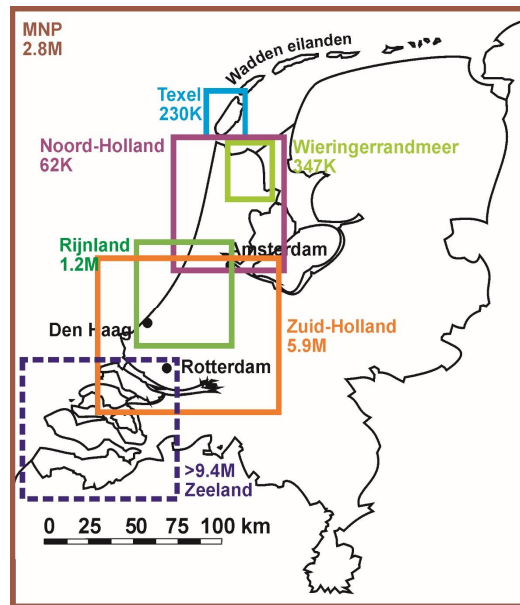 MNP
2.8M
Wadden eilanden
Texel
230K
Noord-Holland
62K
Wieringerrandmeer
347K
Rijnland
1.2M
Amsterdam
Den Haag
Zuid-Holland
5.9M
Rotterdam
>9.4M
Zeeland
0 25 50 75 100 km